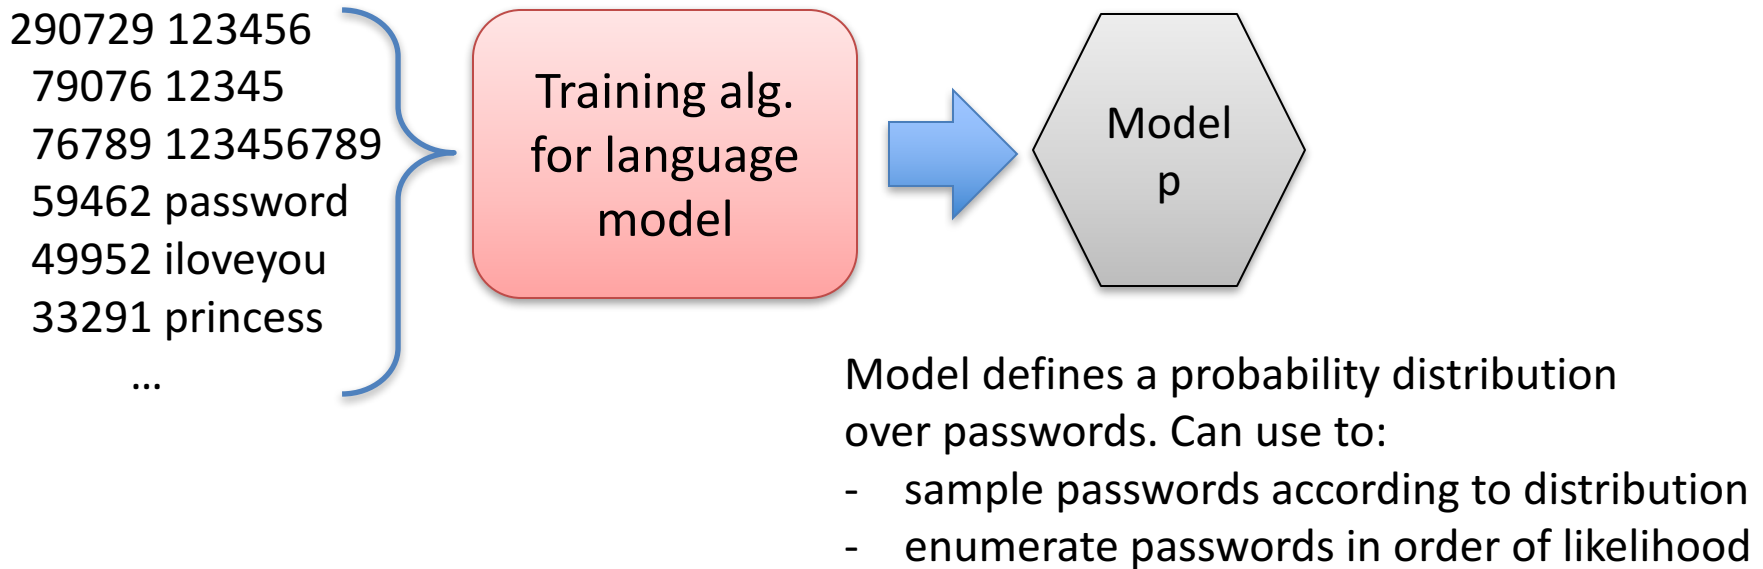 290729 123456
79076 12345
76789 123456789
59462 password
49952 iloveyou
33291 princess
…
Training alg.
for language
model
Model
p
Model defines a probability distribution
over passwords. Can use to:
- sample passwords according to distribution
- enumerate passwords in order of likelihood